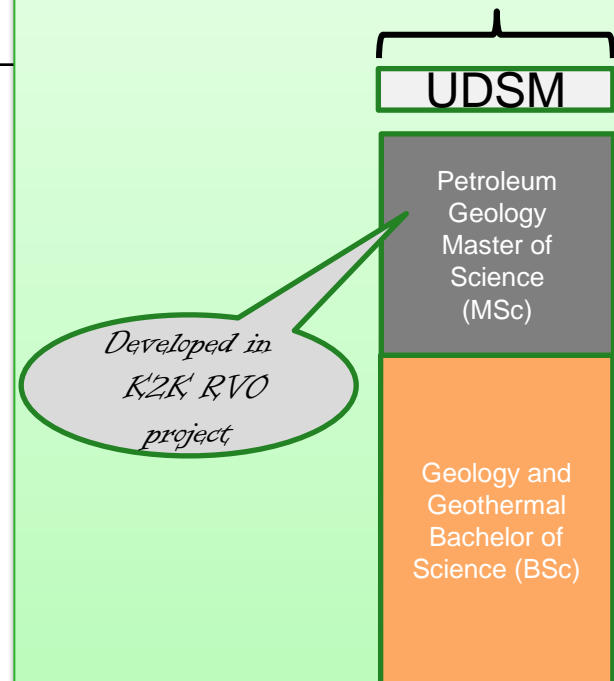 UDSM
Petroleum
Geology
Master of
Science
(MSc)
Developed in
K2K RVO
project
Geology and
Geothermal
Bachelor of
Science (BSc)